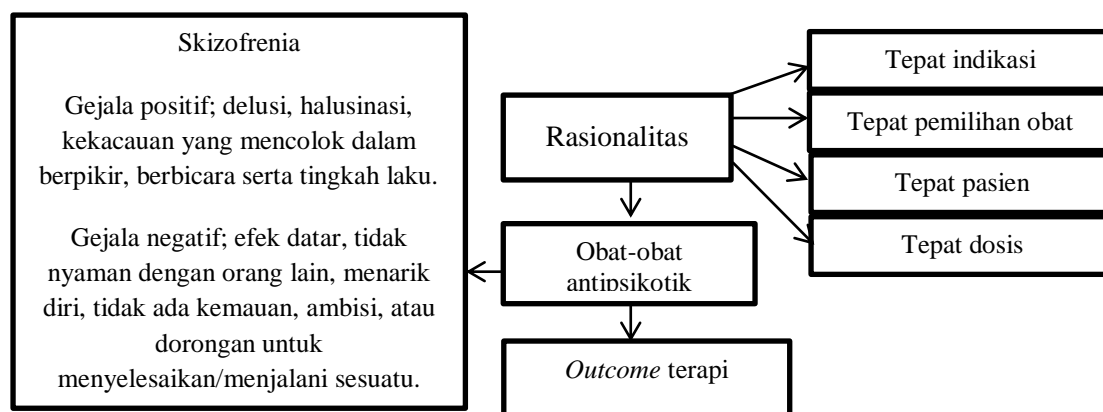 Skizofrenia
Gejala positif; delusi, halusinasi,
kekacauan yang mencolok dalam
berpikir, berbicara serta tingkah laku.
Gejala negatif; efek datar, tidak
nyaman dengan orang lain, menarik
diri, tidak ada kemauan, ambisi, atau
dorongan untuk
menyelesaikan/menjalani sesuatu.
Rasionalitas
Obat-obat
antipsikotik
Outcome terapi
Tepat indikasi
Tepat pemilihan obat
Tepat pasien
Tepat dosis